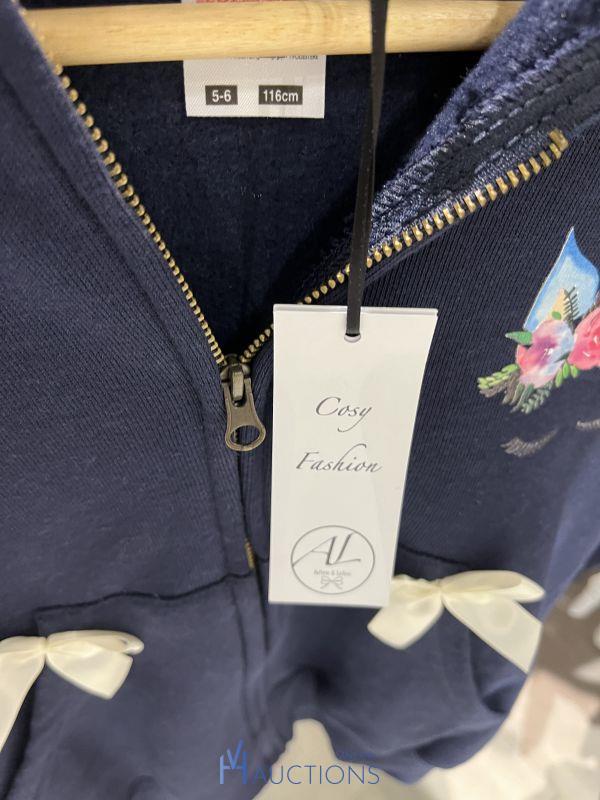 5-6 116cm
Cosy
Fashion
AL
AUCTIONS